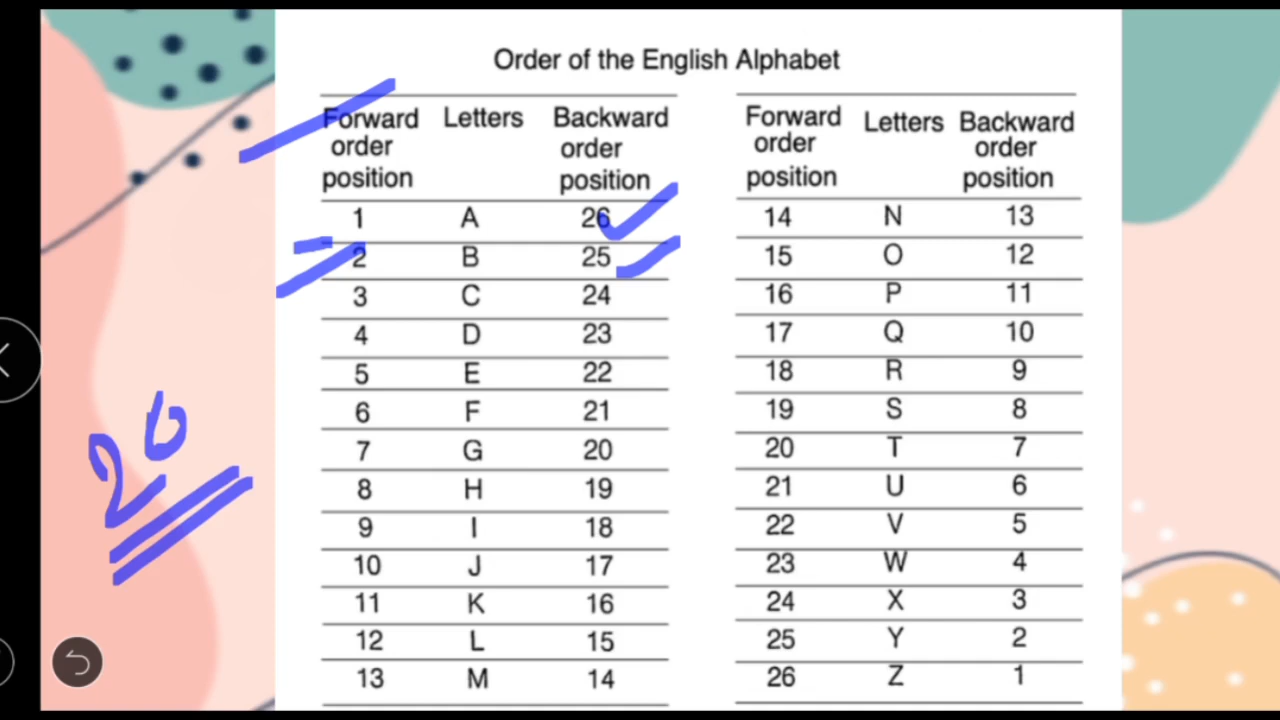 Order of the English Alphabet
Forward order position Letters Backward order position
1 A 26
2 B 25
3 C 24
4 D 23
5 E 22
6 F 21
7 G 20
8 H 19
9 I 18
10 J 17
11 K 16
12 L 15
13 M 14
Forward order position Letters Backward order position
14 N 13
15 O 12
16 P 11
17 Q 10
18 R 9
19 S 8
20 T 7
21 U 6
22 V 5
23 W 4
24 X 3
25 Y 2
26 Z 1
26